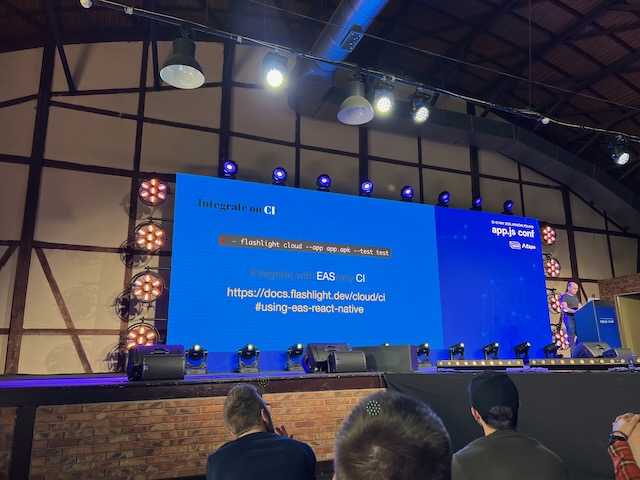 Integrate on CI
~ flashlight cloud --app app.apk --test test
Integrate with EAS CI
https://docs.flashlight.dev/cloud/ci
#using-eas-react-native
app.js conf